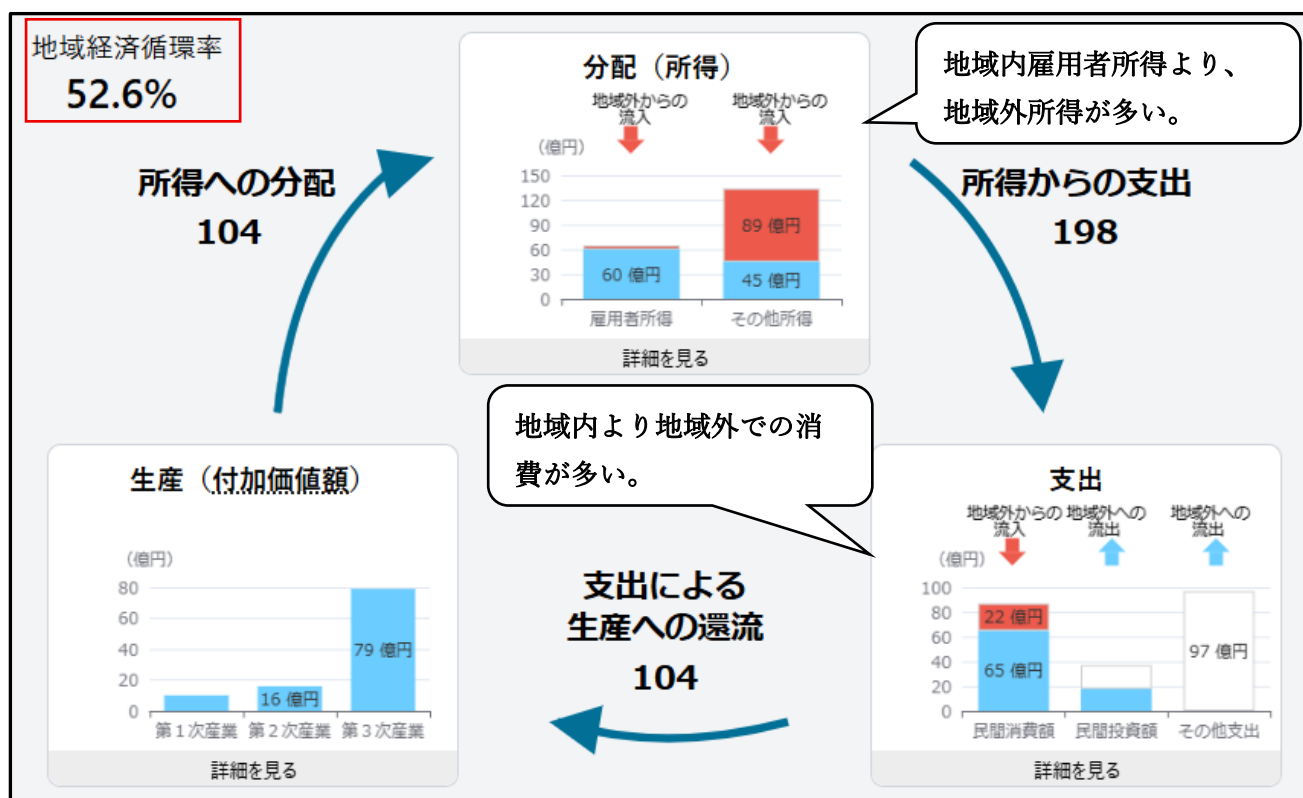 地域経済循環率
52.6%
所得への分配
104
分配（所得）
地域外からの
流入
地域外からの
流入
（億円）
150
120
90
60
30
0
60 億円
89 億円
45 億円
雇用者所得
その他所得
詳細を見る
地域内雇用者所得より、
地域外所得が多い。
所得からの支出
198
生産（付加価値額）
（億円）
80
60
40
20
0
16 億円
79 億円
第１次産業
第２次産業
第３次産業
詳細を見る
地域内より地域外での消
費が多い。
支出による
生産への還流
104
支出
地域外からの
流入
地域外への
流出
地域外への
流出
（億円）
100
80
60
40
20
0
22 億円
65 億円
97 億円
民間消費額
民間投資額
その他支出
詳細を見る